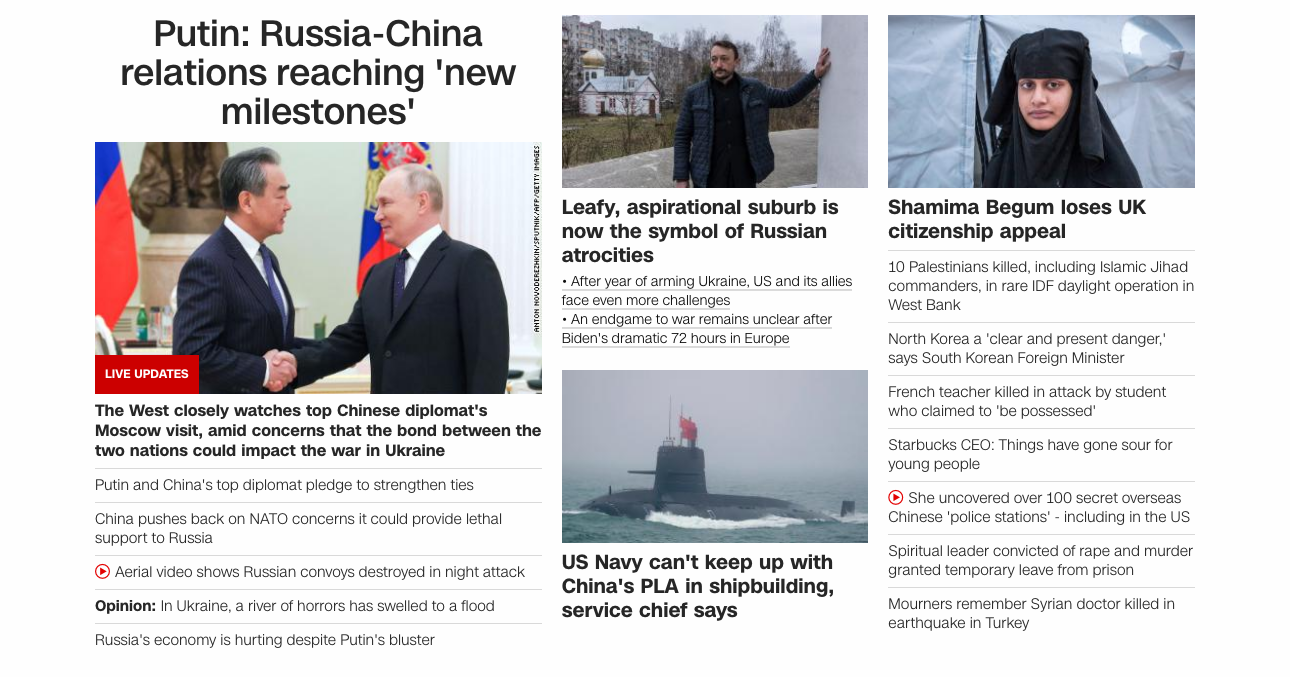 Putin: Russia-China
relations reaching 'new
milestones'
ANTON NOVODEREZHKIN/SPUTNIK/AFP/GETTY IMAGES
LIVE UPDATES
The West closely watches top Chinese diplomat's
Moscow visit, amid concerns that the bond between the
two nations could impact the war in Ukraine
Putin and China's top diplomat pledge to strengthen ties
China pushes back on NATO concerns it could provide lethal
support to Russia
Aerial video shows Russian convoys destroyed in night attack
Opinion: In Ukraine, a river of horrors has swelled to a flood
Russia's economy is hurting despite Putin's bluster
Leafy, aspirational suburb is
now the symbol of Russian
atrocities
• After year of arming Ukraine, US and its allies
face even more challenges
• An endgame to war remains unclear after
Biden's dramatic 72 hours in Europe
US Navy can't keep up with
China's PLA in shipbuilding,
service chief says
Shamima Begum loses UK
citizenship appeal
10 Palestinians killed, including Islamic Jihad
commanders, in rare IDF daylight operation in
West Bank
North Korea a 'clear and present danger,'
says South Korean Foreign Minister
French teacher killed in attack by student
who claimed to 'be possessed'
Starbucks CEO: Things have gone sour for
young people
She uncovered over 100 secret overseas
Chinese 'police stations' - including in the US
Spiritual leader convicted of rape and murder
granted temporary leave from prison
Mourners remember Syrian doctor killed in
earthquake in Turkey